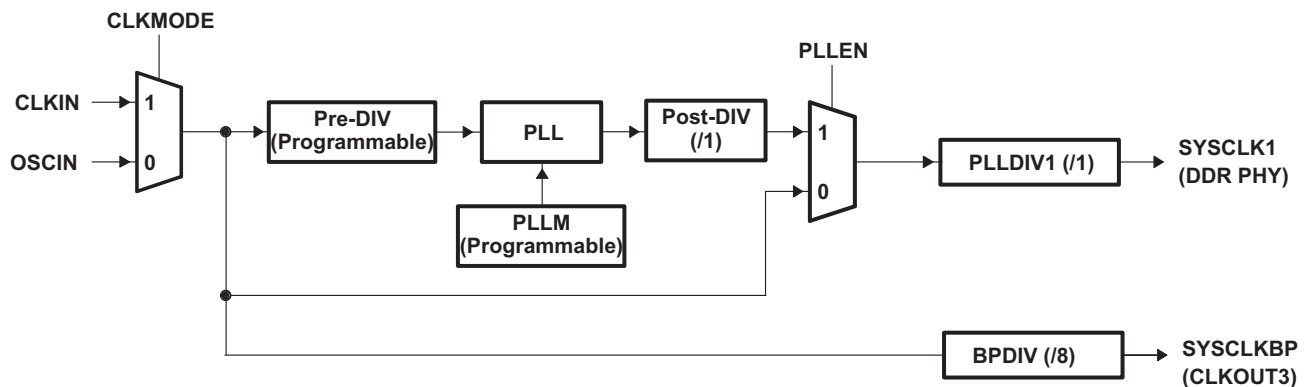 CLKMODE
CLKIN
OSCIN
1
0
Pre-DIV
(Programmable)
PLL
PLLM
(Programmable)
Post-DIV
(/1)
PLLEN
1
0
PLLDIV1 (/1)
SYSCLK1
(DDR PHY)
BPDIV (/8)
SYSCLKBP
(CLKOUT3)